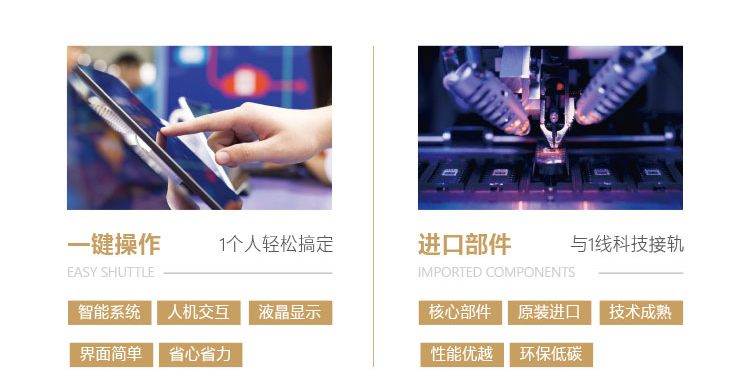 一键操作 1个人轻松搞定
EASY SHUTTLE
智能系统 人机交互 液晶显示
界面简单 省心省力
进口部件 与1线科技接轨
IMPORTED COMPONENTS
核心部件 原装进口 技术成熟
性能优越 环保低碳